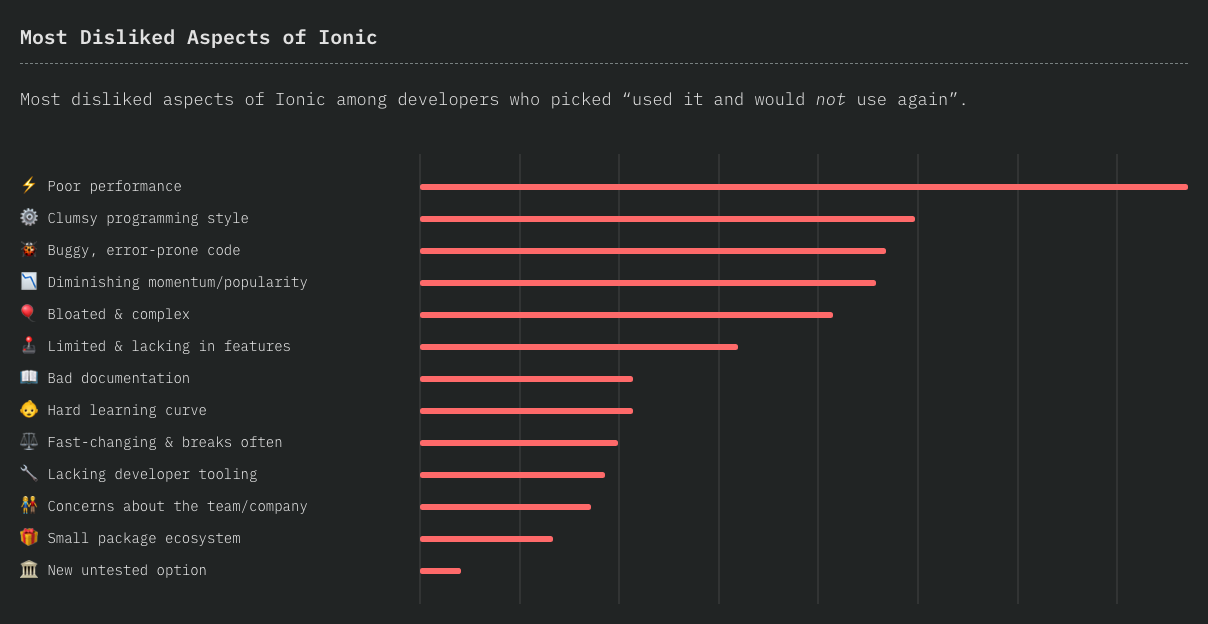 Most Disliked Aspects of Ionic
Most disliked aspects of Ionic among developers who picked “used it and would not use again”.
Poor performance
Clumsy programming style
Buggy, error-prone code
Diminishing momentum/popularity
Bloated & complex
Limited & lacking in features
Bad documentation
Hard learning curve
Fast-changing & breaks often
Lacking developer tooling
Concerns about the team/company
Small package ecosystem
New untested option